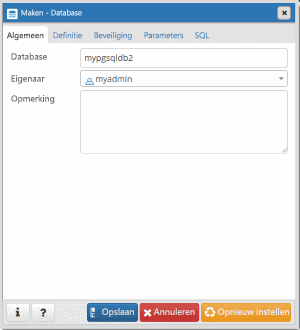 Maken - Database
Algemeen Definitie Beveiliging Parameters SQL
Database mypgsqldb2
Eigenaar myadmin
Opmerking
i ? Opslaan Annuleren Opnieuw instellen